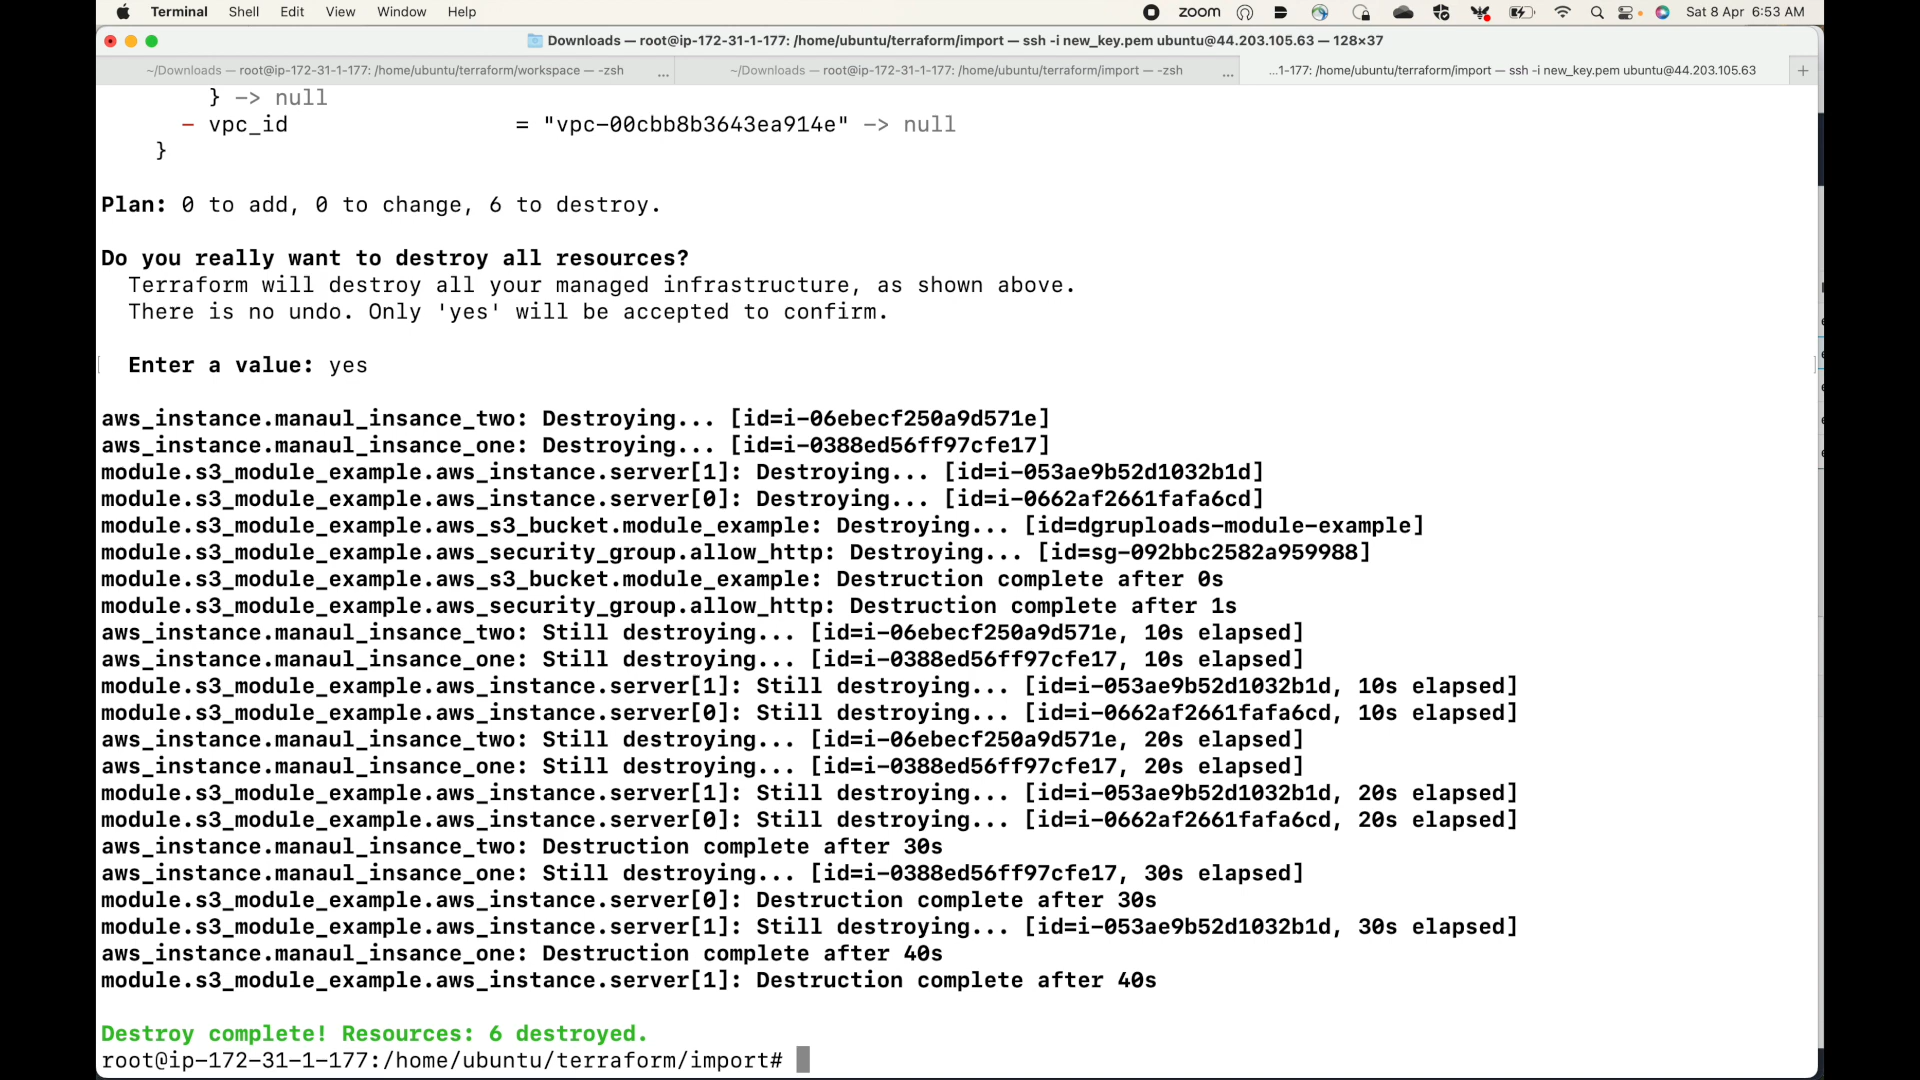 Terminal Shell Edit View Window Help zoom Sat 8 Apr 6:53 AM
Downloads — root@ip-172-31-1-177: /home/ubuntu/terraform/import — ssh -i new_key.pem ubuntu@44.203.105.63 — 128×37
~/Downloads — root@ip-172-31-1-177: /home/ubuntu/terraform/workspace — -zsh ... ~/Downloads — root@ip-172-31-1-177: /home/ubuntu/terraform/import — -zsh ... ...1-177: /home/ubuntu/terraform/import — ssh -i new_key.pem ubuntu@44.203.105.63 +
} -> null
- vpc_id = "vpc-00cbb8b3643ea914e" -> null
}
Plan: 0 to add, 0 to change, 6 to destroy.
Do you really want to destroy all resources?
Terraform will destroy all your managed infrastructure, as shown above.
There is no undo. Only 'yes' will be accepted to confirm.
Enter a value: yes
aws_instance.manaul_insance_two: Destroying... [id=i-06ebecf250a9d571e]
aws_instance.manaul_insance_one: Destroying... [id=i-0388ed56ff97cfe17]
module.s3_module_example.aws_instance.server[1]: Destroying... [id=i-053ae9b52d1032b1d]
module.s3_module_example.aws_instance.server[0]: Destroying... [id=i-0662af2661fafa6cd]
module.s3_module_example.aws_s3_bucket.module_example: Destroying... [id=dgruploads-module-example]
module.s3_module_example.aws_security_group.allow_http: Destroying... [id=sg-092bbc2582a959988]
module.s3_module_example.aws_s3_bucket.module_example: Destruction complete after 0s
module.s3_module_example.aws_security_group.allow_http: Destruction complete after 1s
aws_instance.manaul_insance_two: Still destroying... [id=i-06ebecf250a9d571e, 10s elapsed]
aws_instance.manaul_insance_one: Still destroying... [id=i-0388ed56ff97cfe17, 10s elapsed]
module.s3_module_example.aws_instance.server[1]: Still destroying... [id=i-053ae9b52d1032b1d, 10s elapsed]
module.s3_module_example.aws_instance.server[0]: Still destroying... [id=i-0662af2661fafa6cd, 10s elapsed]
aws_instance.manaul_insance_two: Still destroying... [id=i-06ebecf250a9d571e, 20s elapsed]
aws_instance.manaul_insance_one: Still destroying... [id=i-0388ed56ff97cfe17, 20s elapsed]
module.s3_module_example.aws_instance.server[1]: Still destroying... [id=i-053ae9b52d1032b1d, 20s elapsed]
module.s3_module_example.aws_instance.server[0]: Still destroying... [id=i-0662af2661fafa6cd, 20s elapsed]
aws_instance.manaul_insance_two: Destruction complete after 30s
aws_instance.manaul_insance_one: Still destroying... [id=i-0388ed56ff97cfe17, 30s elapsed]
module.s3_module_example.aws_instance.server[0]: Destruction complete after 30s
module.s3_module_example.aws_instance.server[1]: Still destroying... [id=i-053ae9b52d1032b1d, 30s elapsed]
aws_instance.manaul_insance_one: Destruction complete after 40s
module.s3_module_example.aws_instance.server[1]: Destruction complete after 40s
Destroy complete! Resources: 6 destroyed.
root@ip-172-31-1-177:/home/ubuntu/terraform/import#